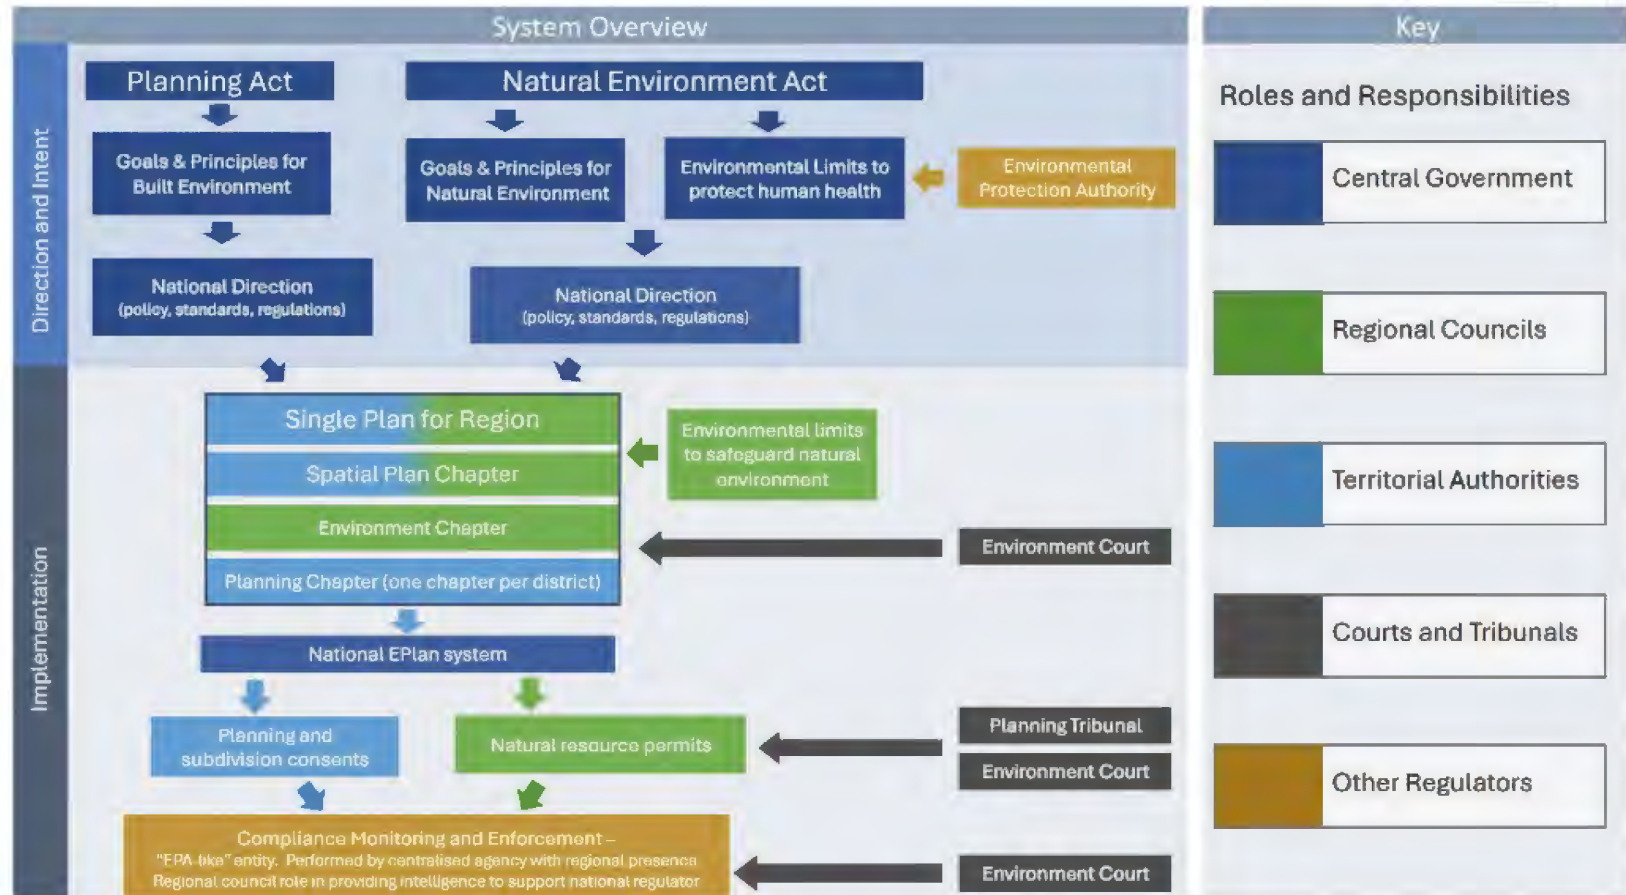 System Overview
Key
Direction and Intent
Planning Act
Natural Environment Act
Goals & Principles for
Built Environment
Goals & Principles for
Natural Environment
Environmental Limits to
protect human health
Environmental
Protection Authority
National Direction
(policy, standards, regulations)
National Direction
(policy, standards, regulations)
Implementation
Single Plan for Region
Spatial Plan Chapter
Environment Chapter
Planning Chapter (one chapter per district)
Environmental limits
to safeguard natural
environment
Environment Court
National EPlan system
Planning and
subdivision consents
Natural resource permits
Planning Tribunal
Environment Court
Compliance Monitoring and Enforcement –
"EPA-like" entity. Performed by centralised agency with regional presence
Regional council role in providing intelligence to support national regulator
Environment Court
Roles and Responsibilities
Central Government
Regional Councils
Territorial Authorities
Courts and Tribunals
Other Regulators